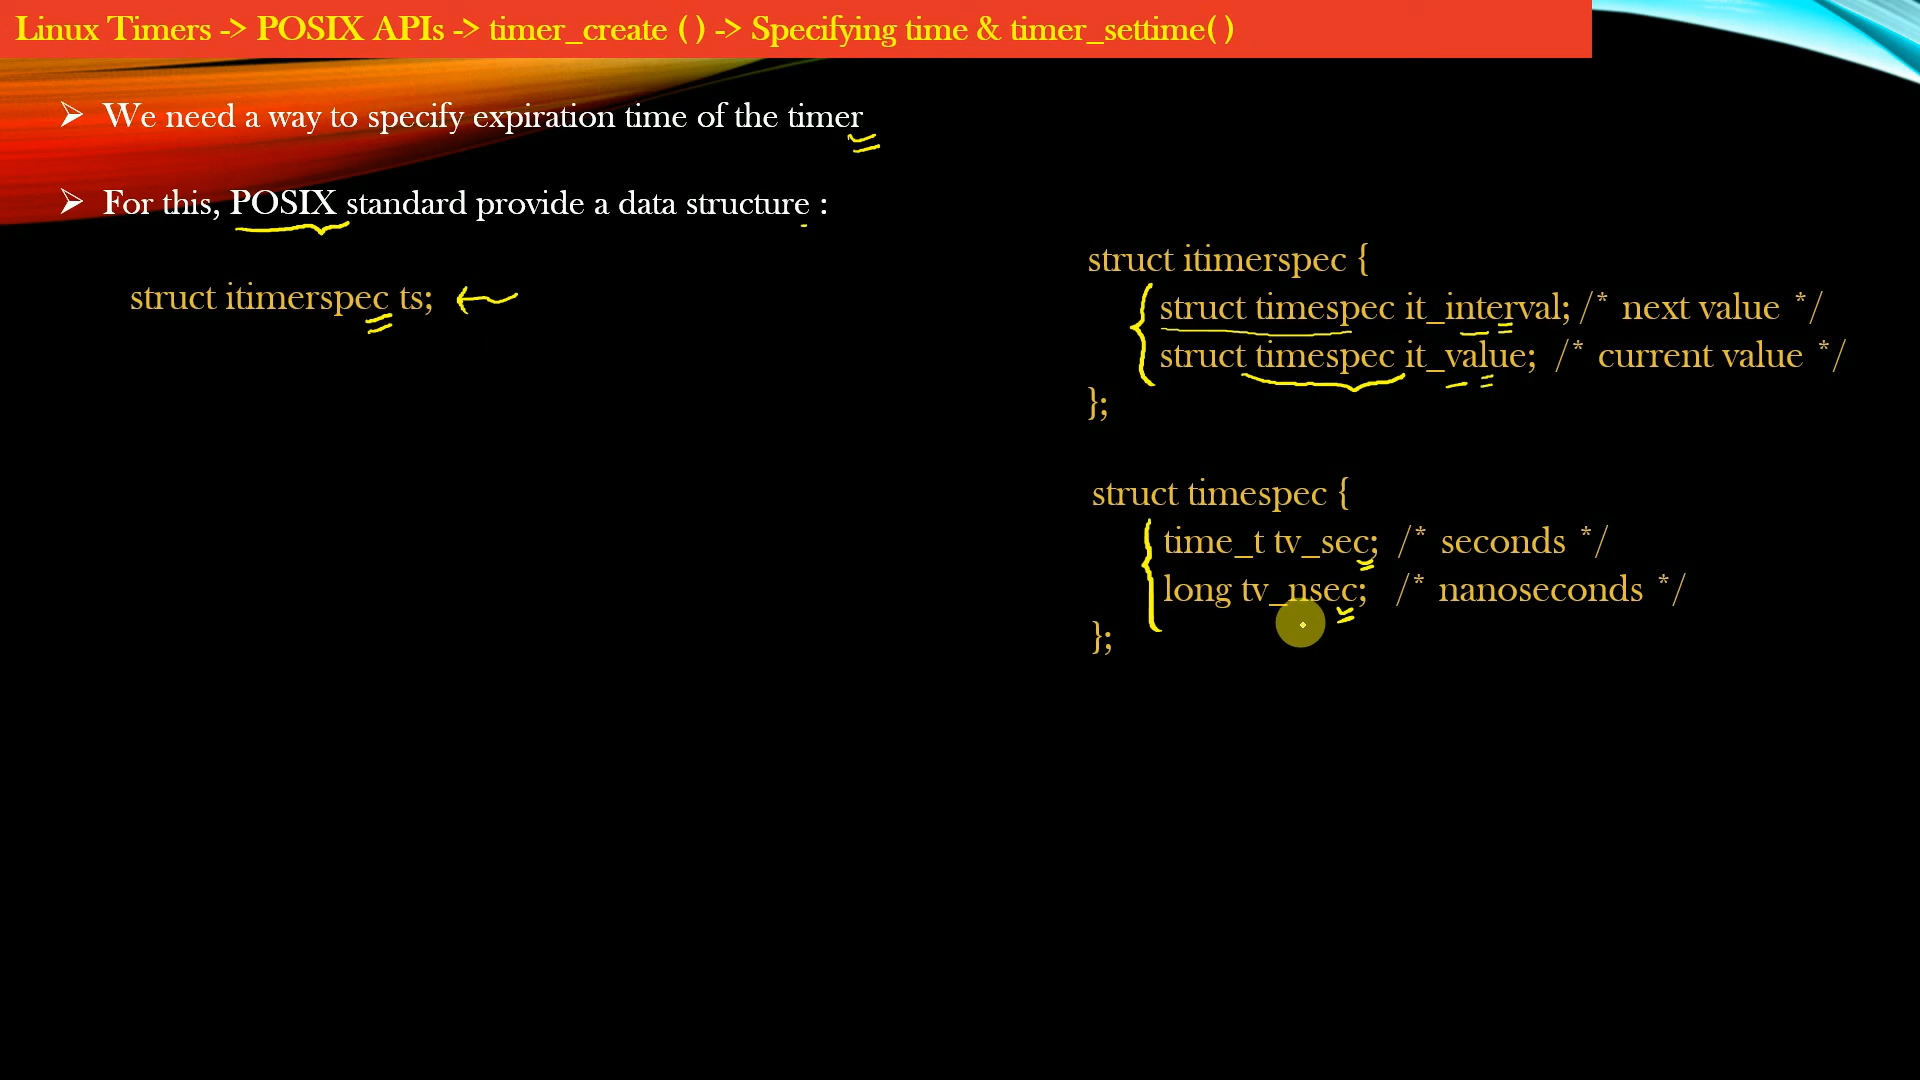 Linux Timers -> POSIX APIs -> timer_create ( ) -> Specifying time & timer_settime( )
➢ We need a way to specify expiration time of the timer
➢ For this, POSIX standard provide a data structure :
struct itimerspec ts;
struct itimerspec {
struct timespec it_interval; /* next value */
struct timespec it_value; /* current value */
};
struct timespec {
time_t tv_sec; /* seconds */
long tv_nsec; /* nanoseconds */
};